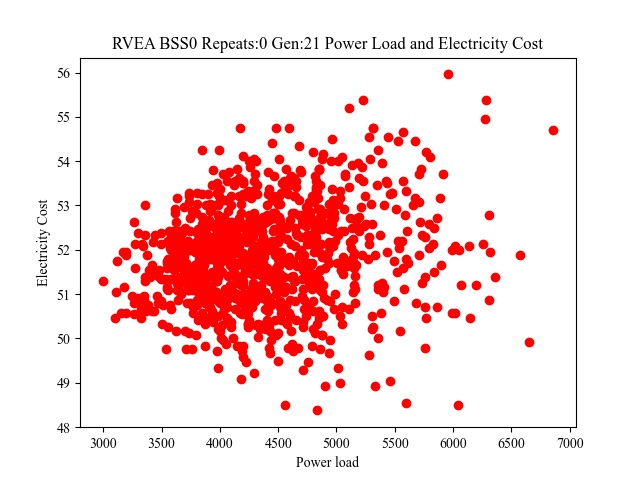 RVEA BSS0 Repeats:0 Gen:21 Power Load and Electricity Cost
56
55
54
53
52
51
50
49
48
Electricity Cost
3000 3500 4000 4500 5000 5500 6000 6500 7000
Power load